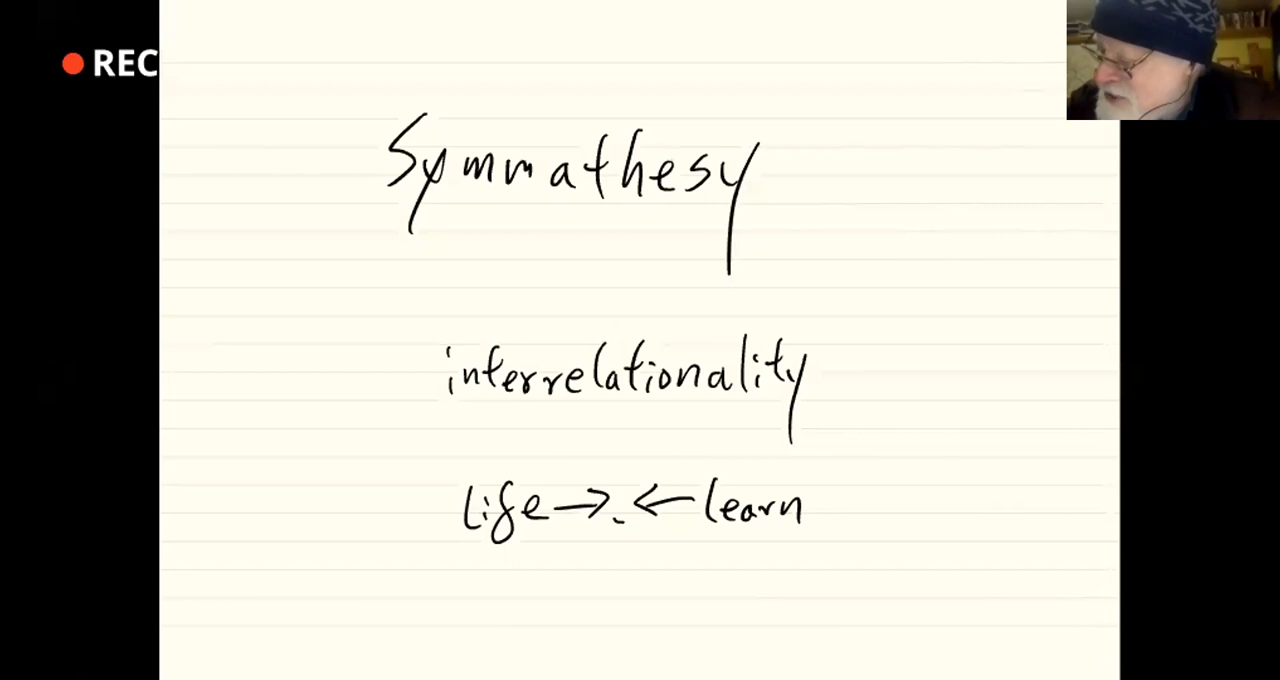 REC
Symmathesy
interrelationality
life → . ← learn